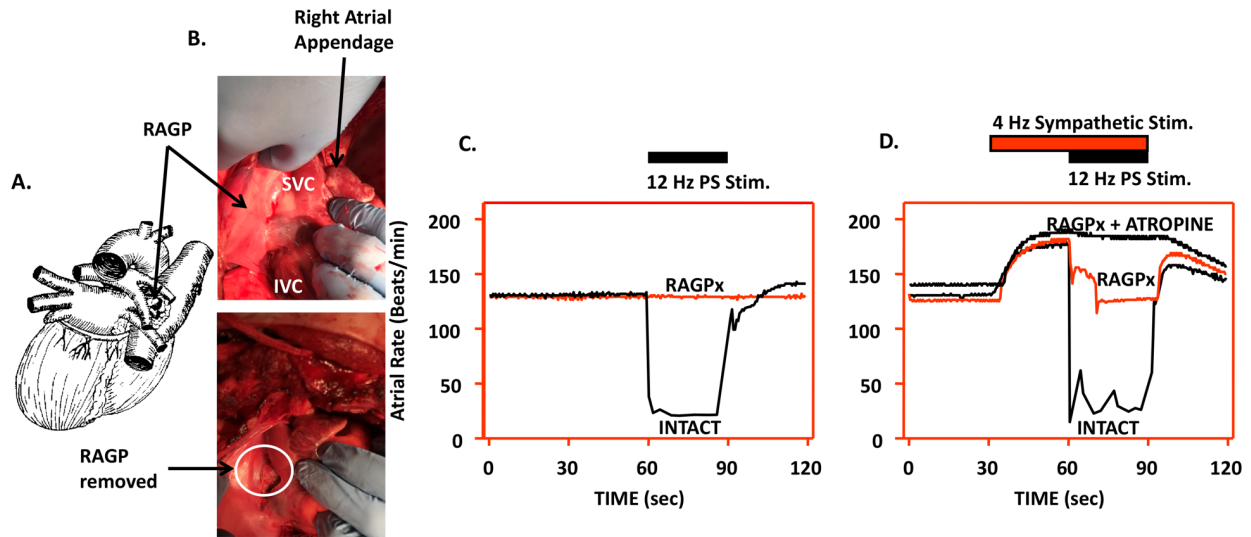 A.
B.
Right Atrial
Appendage
RAGP
SVC
IVC
RAGP
removed
C.
12 Hz PS Stim.
Atrial Rate (Beats/min)
200
150
100
50
0
RAGPx
INTACT
0 30 60 90 120
TIME (sec)
D.
4 Hz Sympathetic Stim.
12 Hz PS Stim.
200
150
100
50
0
RAGPx + ATROPINE
RAGPx
INTACT
0 30 60 90 120
TIME (sec)